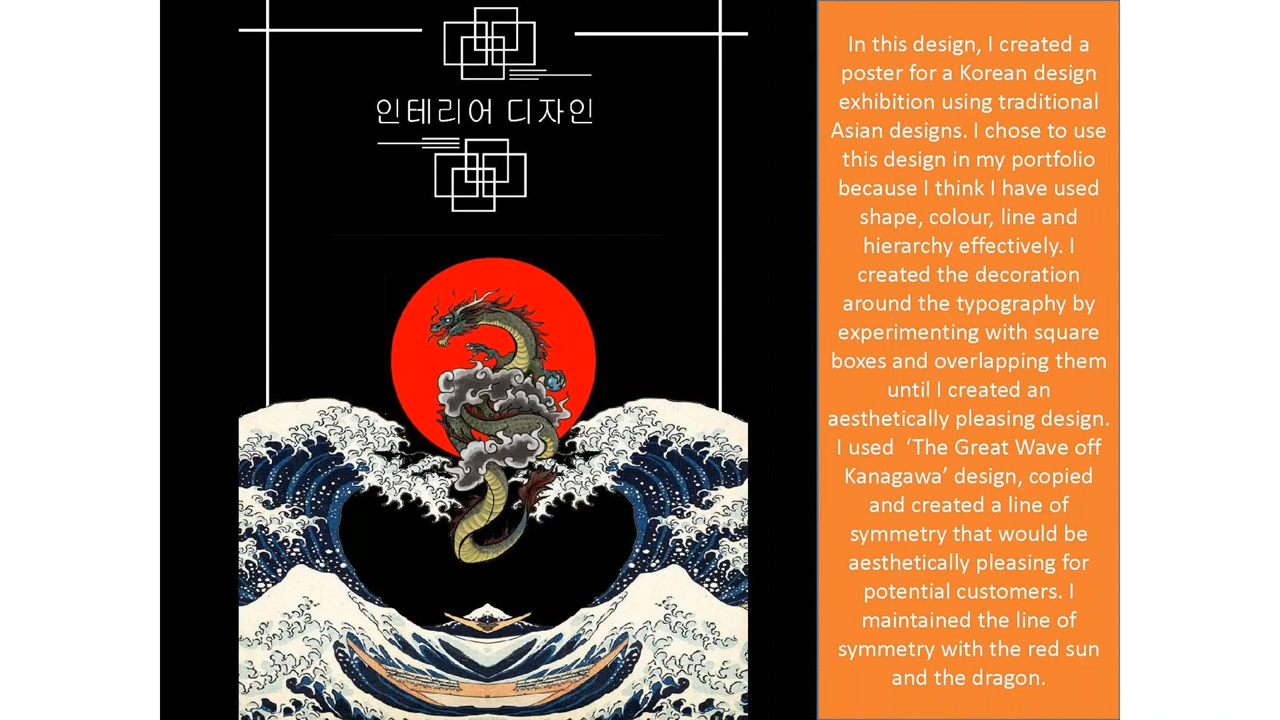 인테리어 디자인
In this design, I created a
poster for a Korean design
exhibition using traditional
Asian designs. I chose to use
this design in my portfolio
because I think I have used
shape, colour, line and
hierarchy effectively. I
created the decoration
around the typography by
experimenting with square
boxes and overlapping them
until I created an
aesthetically pleasing design.
I used  ‘The Great Wave off
Kanagawa’ design, copied
and created a line of
symmetry that would be
aesthetically pleasing for
potential customers. I
maintained the line of
symmetry with the red sun
and the dragon.